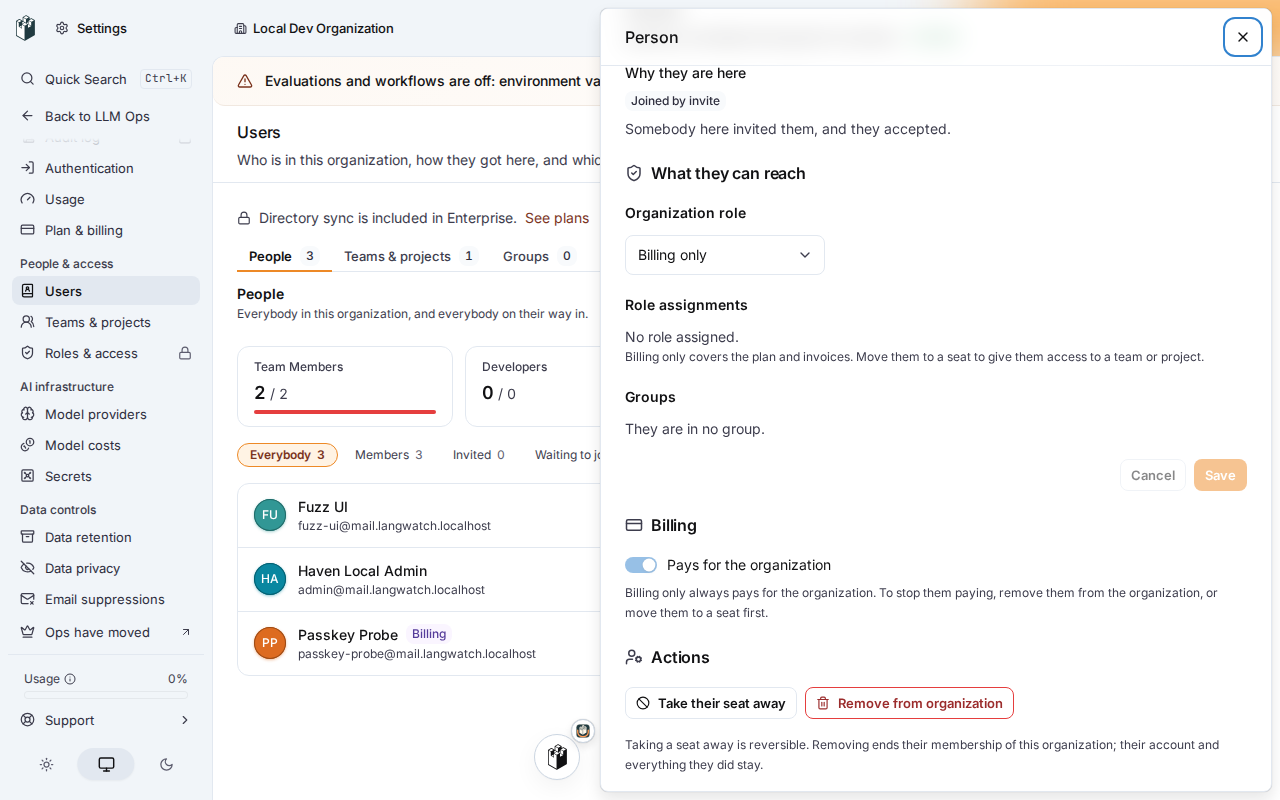 Settings
Local Dev Organization
Person
Quick Search
Ctrl+K
Back to LLM Ops
Authentication
Usage
Plan & billing
People & access
Users
Teams & projects
Roles & access
AI infrastructure
Model providers
Model costs
Secrets
Data controls
Data retention
Data privacy
Email suppressions
Ops have moved
Usage
0%
Support
Evaluations and workflows are off: environment va
Users
Who is in this organization, how they got here, and whic
Directory sync is included in Enterprise. See plans
People 3
Teams & projects 1
Groups 0
People
Everybody in this organization, and everybody on their way in.
Team Members
2 / 2
Developers
0 / 0
Everybody 3
Members 3
Invited 0
Waiting to jo
FU
Fuzz UI
fuzz-ui@mail.langwatch.localhost
HA
Haven Local Admin
admin@mail.langwatch.localhost
PP
Passkey Probe
Billing
passkey-probe@mail.langwatch.localhost
Why they are here
Joined by invite
Somebody here invited them, and they accepted.
What they can reach
Organization role
Billing only
Role assignments
No role assigned.
Billing only covers the plan and invoices. Move them to a seat to give them access to a team or project.
Groups
They are in no group.
Cancel
Save
Billing
Pays for the organization
Billing only always pays for the organization. To stop them paying, remove them from the organization, or
move them to a seat first.
Actions
Take their seat away
Remove from organization
Taking a seat away is reversible. Removing ends their membership of this organization; their account and
everything they did stay.